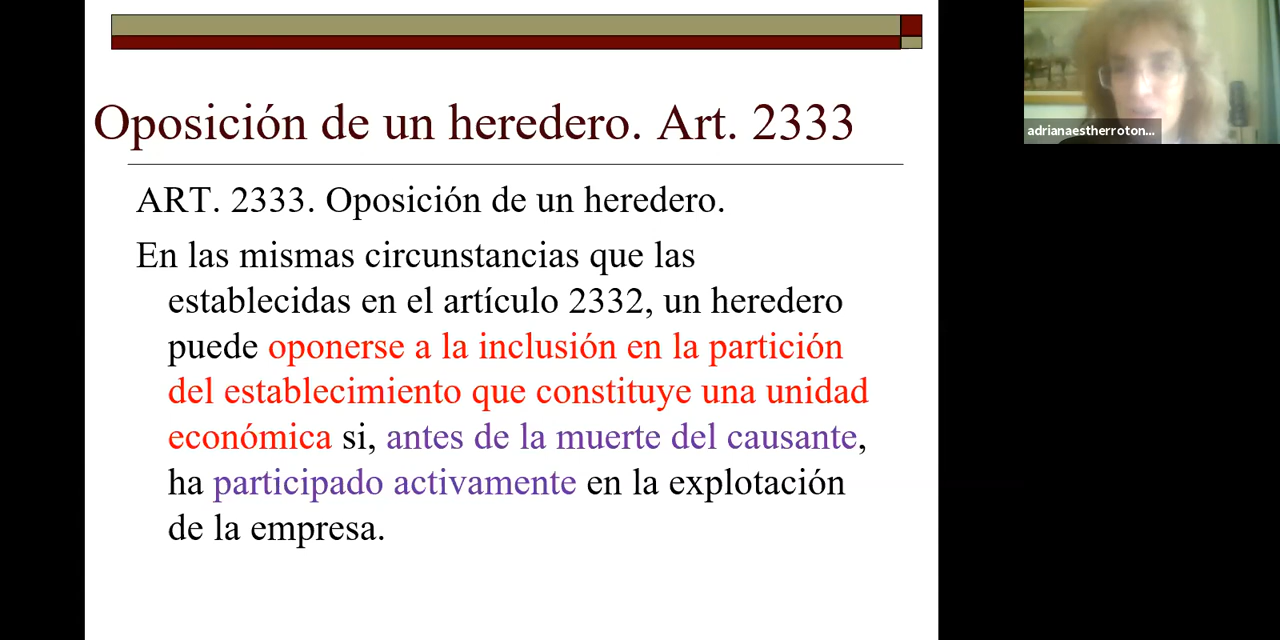 Oposición de un heredero. Art. 2333
ART. 2333. Oposición de un heredero.
En las mismas circunstancias que las
establecidas en el artículo 2332, un heredero
puede oponerse a la inclusión en la partición
del establecimiento que constituye una unidad
económica si, antes de la muerte del causante,
ha participado activamente en la explotación
de la empresa.
adrianaestherroton...